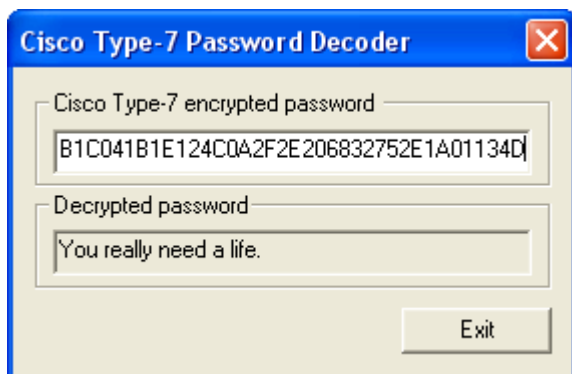 Cisco Type-7 Password Decoder
Cisco Type-7 encrypted password
B1C041B1E124C0A2F2E206832752E1A01134D
Decrypted password
You really need a life.
Exit